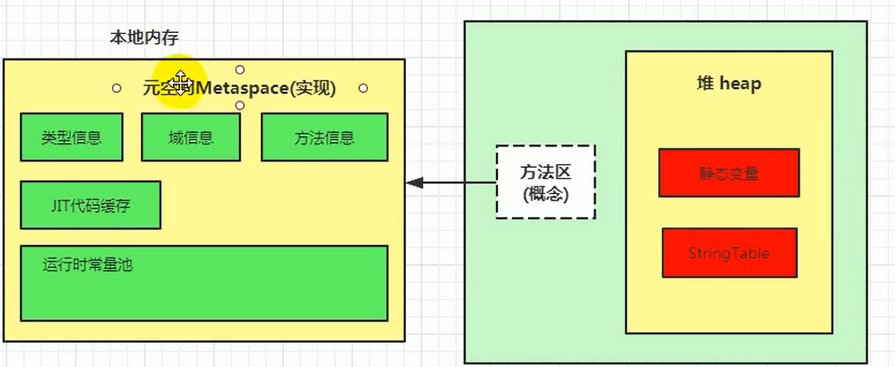 本地内存
元空间Metaspace(实现)
类型信息
域信息
方法信息
JIT代码缓存
运行时常量池
方法区
(概念)
堆 heap
静态变量
StringTable